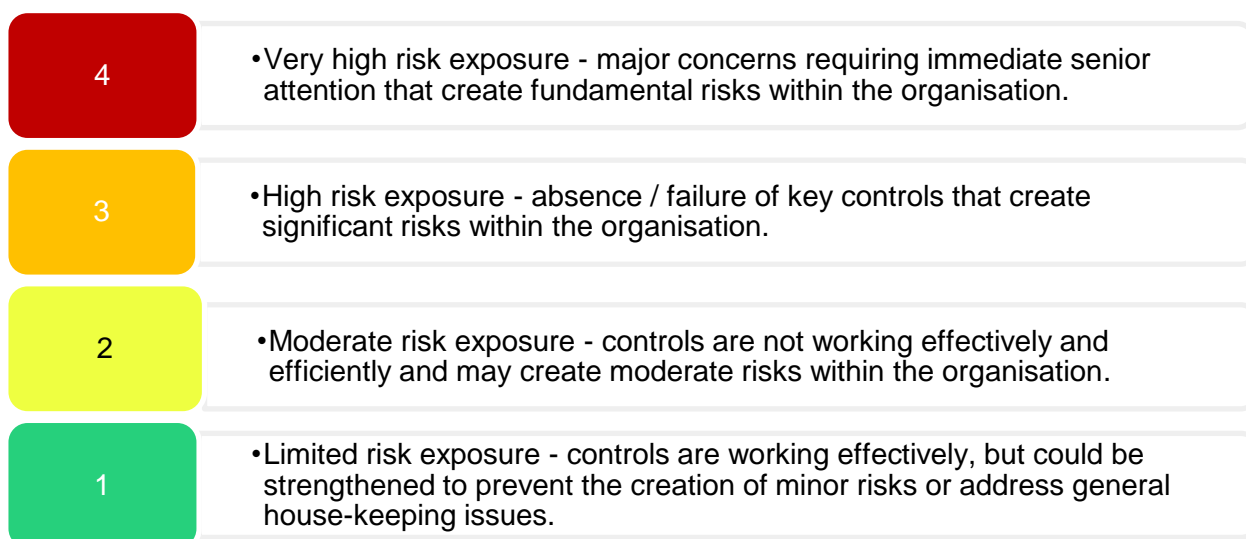 4
•Very high risk exposure - major concerns requiring immediate senior
attention that create fundamental risks within the organisation.
3
•High risk exposure - absence / failure of key controls that create
significant risks within the organisation.
2
•Moderate risk exposure - controls are not working effectively and
efficiently and may create moderate risks within the organisation.
1
•Limited risk exposure - controls are working effectively, but could be
strengthened to prevent the creation of minor risks or address general
house-keeping issues.